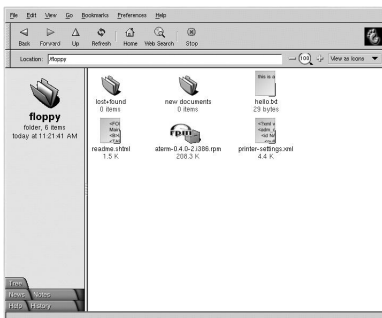 File Edit View Go Bookmarks Preferences Help
Back Forward Up Refresh Home Web Search Stop
Location: /floppy 100 View as Icons
floppy
folder, 6 items
today at 11:21:41 AM
this is a
lost+found
0 items
new documents
0 items
hello.txt
29 bytes
rpm
readme.shtml
1.5 K
aterm-0.4.0-2.i386.rpm
208.3 K
printer-settings.xml
4.4 K
Tree
News Notes
Help History